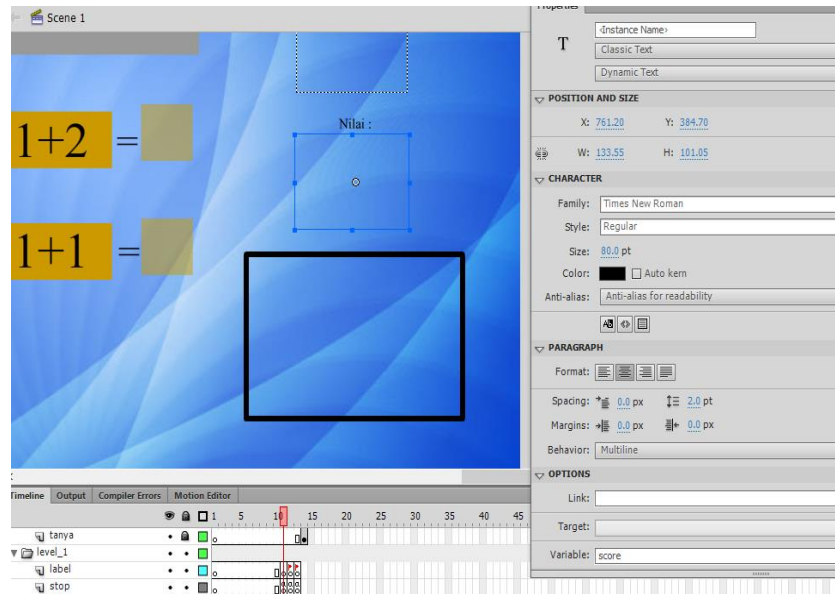 Scene 1
Properties
<Instance Name>
T
Classic Text
Dynamic Text
POSITION AND SIZE
X: 761.20 Y: 384.70
W: 133.55 H: 101.05
CHARACTER
Family: Times New Roman
Style: Regular
Size: 80.0 pt
Color: Auto kern
Anti-alias: Anti-alias for readability
PARAGRAPH
Format:
Spacing: 0.0 px 2.0 pt
Margins: 0.0 px 0.0 px
Behavior: Multiline
OPTIONS
Link:
Target:
Variable: score
Nilai :
1+2 =
1+1 =
Timeline Output Compiler Errors Motion Editor
1 5 10 15 20 25 30 35 40 45
tanya
level_1
label
stop